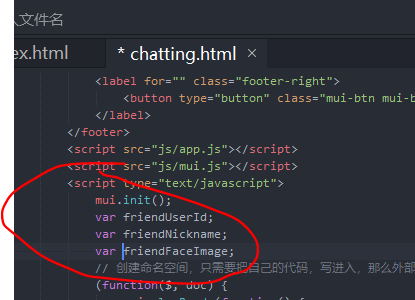 人文件名
ex.html
* chatting.html ×
<label for="" class="footer-right">
<button type="button" class="mui-btn mui-b
</label>
</footer>
<script src="js/app.js"></script>
<script src="js/mui.js"></script>
<script type="text/javascript">
mui.init();
var friendUserId;
var friendNickname;
var friendFaceImage;
// 创建命名空间，只需要把自己的代码，写进入，那么外部
(function($, doc) {